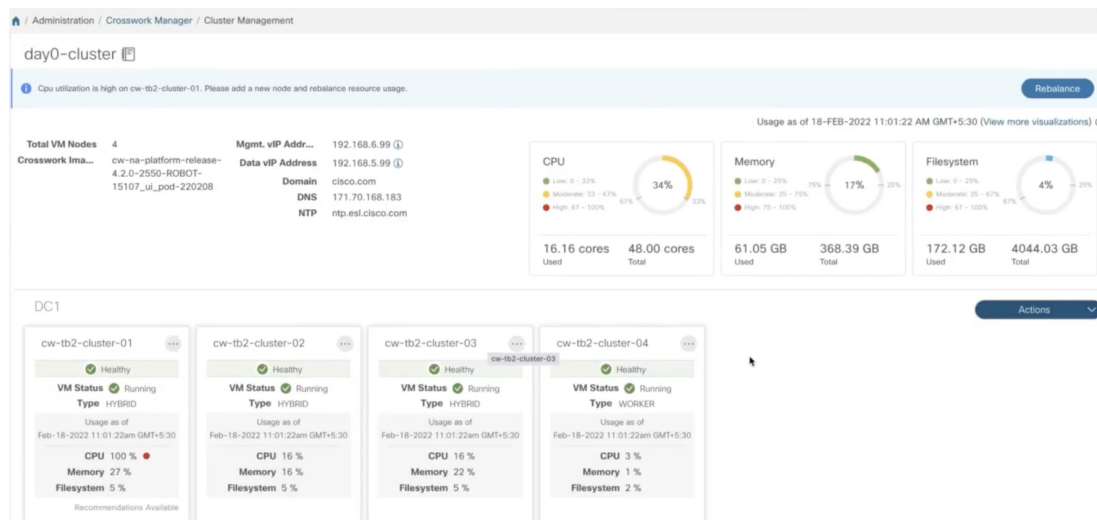 / Administration / Crosswork Manager / Cluster Management
day0-cluster
Cpu utilization is high on cw-tb2-cluster-01. Please add a new node and rebalance resource usage.
Rebalance
Usage as of 18-FEB-2022 11:01:22 AM GMT+5:30 (View more visualizations)
Total VM Nodes 4
Crosswork Ima... cw-na-platform-release-
4.2.0-2550-ROBOT-
15107_ui_pod-220208
Mgmt. vIP Addr... 192.168.6.99
Data vIP Address 192.168.5.99
Domain cisco.com
DNS 171.70.168.183
NTP ntp.esl.cisco.com
CPU
Low: 0 - 33%
Moderate: 33 - 67%
High: 67 - 100%
34%
67%
33%
16.16 cores 48.00 cores
Used Total
Memory
Low: 0 - 25%
Moderate: 25 - 75%
High: 75 - 100%
75%
17%
25%
61.05 GB 368.39 GB
Used Total
Filesystem
Low: 0 - 25%
Moderate: 25 - 67%
High: 67 - 100%
67%
4%
25%
172.12 GB 4044.03 GB
Used Total
DC1
Actions
cw-tb2-cluster-01
Healthy
VM Status Running
Type HYBRID
Usage as of
Feb-18-2022 11:01:22am GMT+5:30
CPU 100 %
Memory 27 %
Filesystem 5 %
Recommendations Available
cw-tb2-cluster-02
Healthy
VM Status Running
Type HYBRID
Usage as of
Feb-18-2022 11:01:22am GMT+5:30
CPU 16 %
Memory 16 %
Filesystem 5 %
cw-tb2-cluster-03
cw-tb2-cluster-03
Healthy
VM Status Running
Type HYBRID
Usage as of
Feb-18-2022 11:01:22am GMT+5:30
CPU 16 %
Memory 22 %
Filesystem 5 %
cw-tb2-cluster-04
Healthy
VM Status Running
Type WORKER
Usage as of
Feb-18-2022 11:01:22am GMT+5:30
CPU 3 %
Memory 1 %
Filesystem 2 %